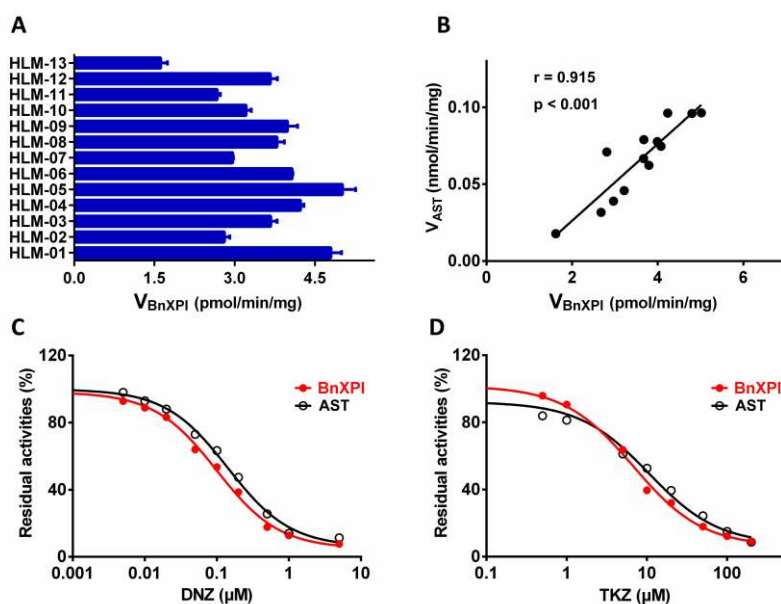 A
HLM-13
HLM-12
HLM-11
HLM-10
HLM-09
HLM-08
HLM-07
HLM-06
HLM-05
HLM-04
HLM-03
HLM-02
HLM-01
0.0 1.5 3.0 4.5
VBnXPI (pmol/min/mg)
B
r = 0.915
p < 0.001
VAST (nmol/min/mg)
0.10
0.05
0.00
0 2 4 6
VBnXPI (pmol/min/mg)
C
Residual activities (%)
120
80
40
0
BnXPI
AST
0.001 0.01 0.1 1 10
DNZ (µM)
D
Residual activities (%)
120
80
40
0
BnXPI
AST
0.1 1 10 100
TKZ (µM)